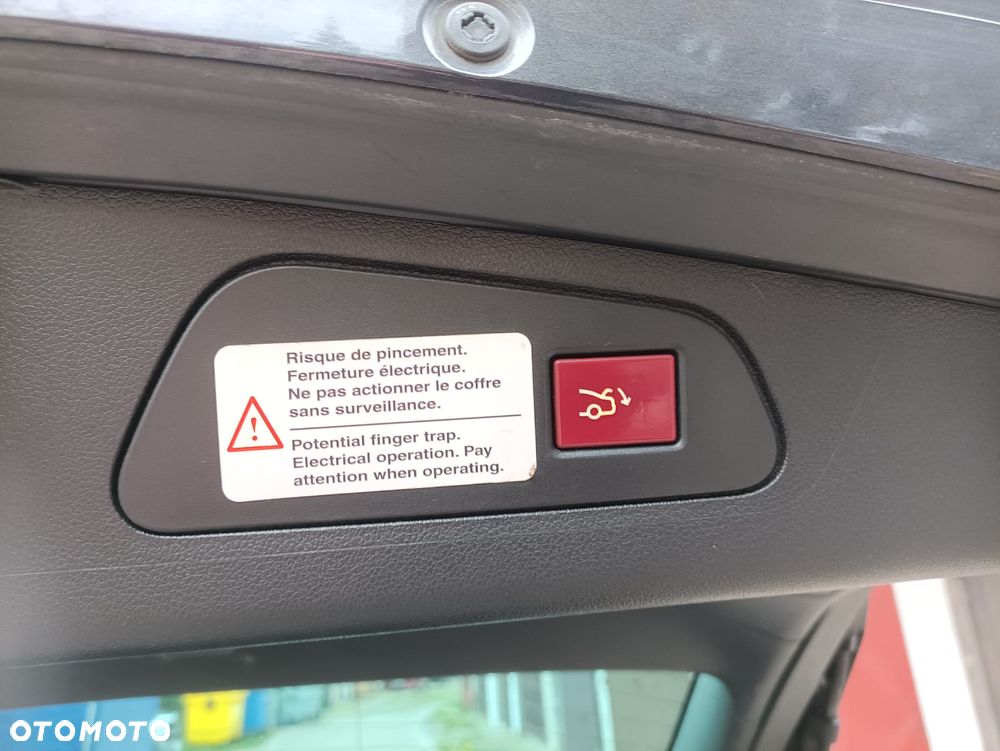 Risque de pincement.
Fermeture électrique.
Ne pas actionner le coffre
sans surveillance.
Potential finger trap.
Electrical operation. Pay
attention when operating.
OTOMOTO